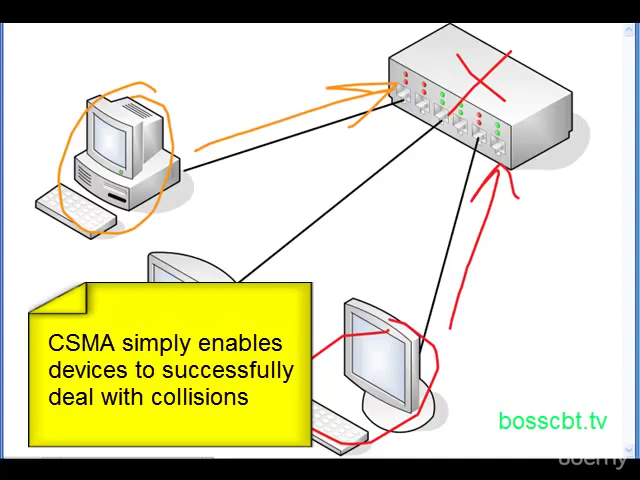 CSMA simply enables
devices to successfully
deal with collisions
bosscbt.tv